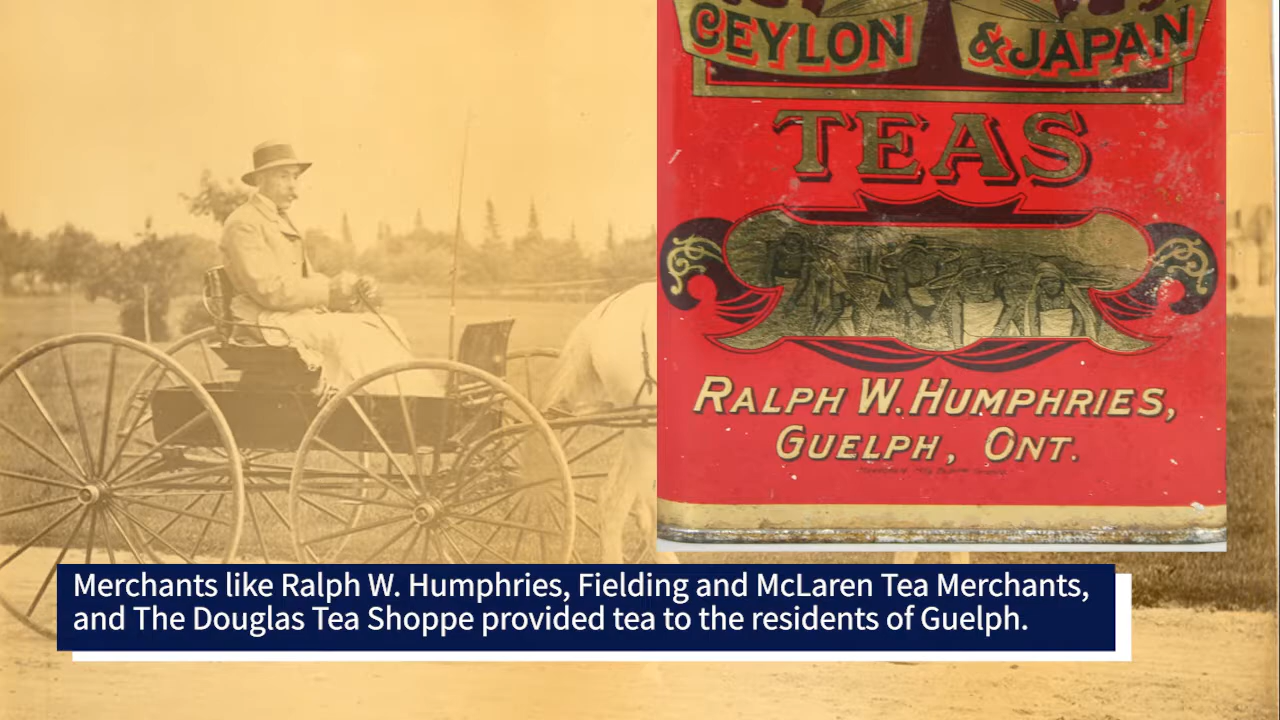 CEYLON & JAPAN
TEAS
RALPH W. HUMPHRIES,
GUELPH, ONT.
Merchants like Ralph W. Humphries, Fielding and McLaren Tea Merchants,
and The Douglas Tea Shoppe provided tea to the residents of Guelph.